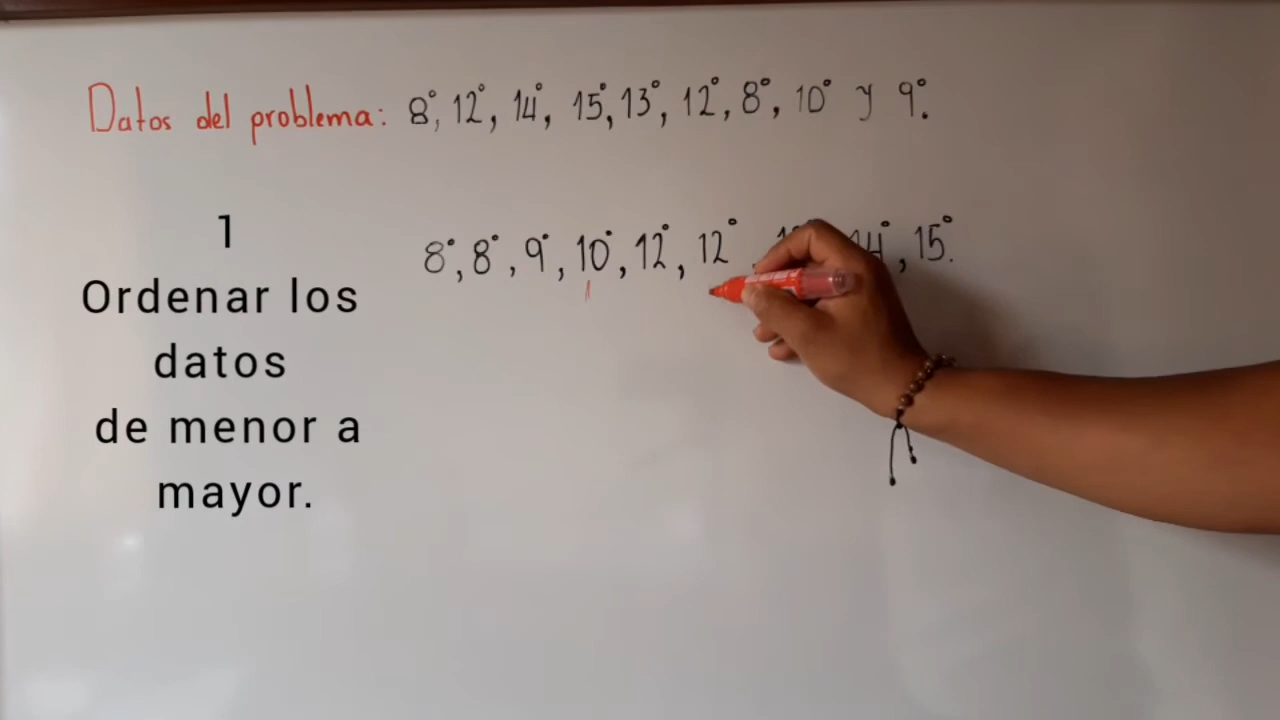 Datos del problema: 8°, 12°, 14°, 15°, 13°, 12°, 8°, 10° y 9°.
8°, 8°, 9°, 10°, 12°, 12°, 14°, 15°.
1
Ordenar los
datos
de menor a
mayor.